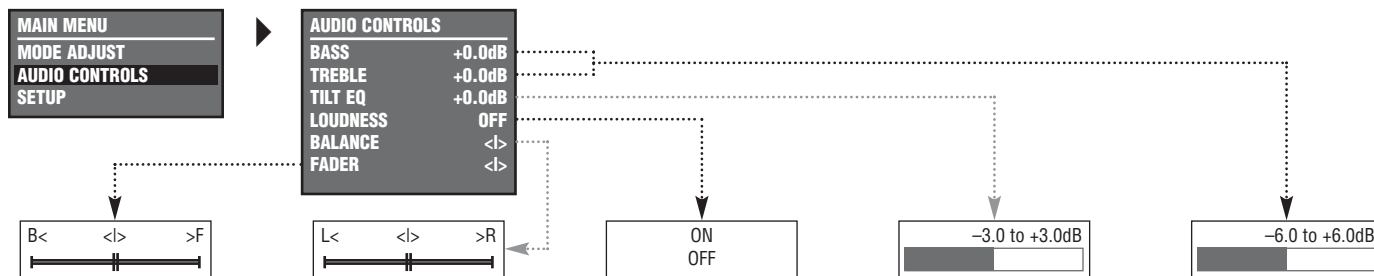 MAIN MENU
MODE ADJUST
AUDIO CONTROLS
SETUP
AUDIO CONTROLS
BASS +0.0dB
TREBLE +0.0dB
TILT EQ +0.0dB
LOUDNESS OFF
BALANCE <I>
FADER <I>
B< <I> >F
L< <I> >R
ON
OFF
–3.0 to +3.0dB
–6.0 to +6.0dB